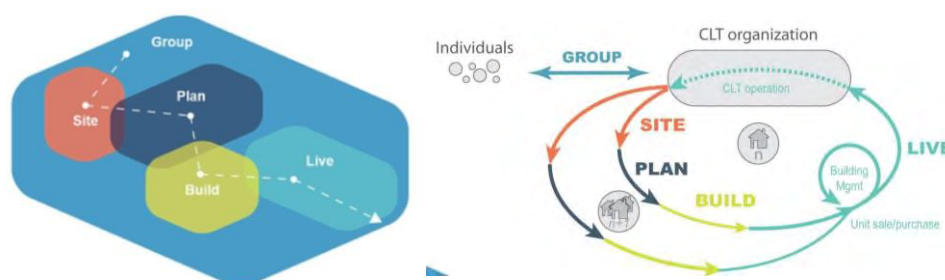 Group
Plan
Site
Live
Build
CLT organization
Individuals
GROUP
CLT operation
SITE
n
LIVE
PLAN
Building
Mgmt
BUILD
n+?
Unit sale/purchase